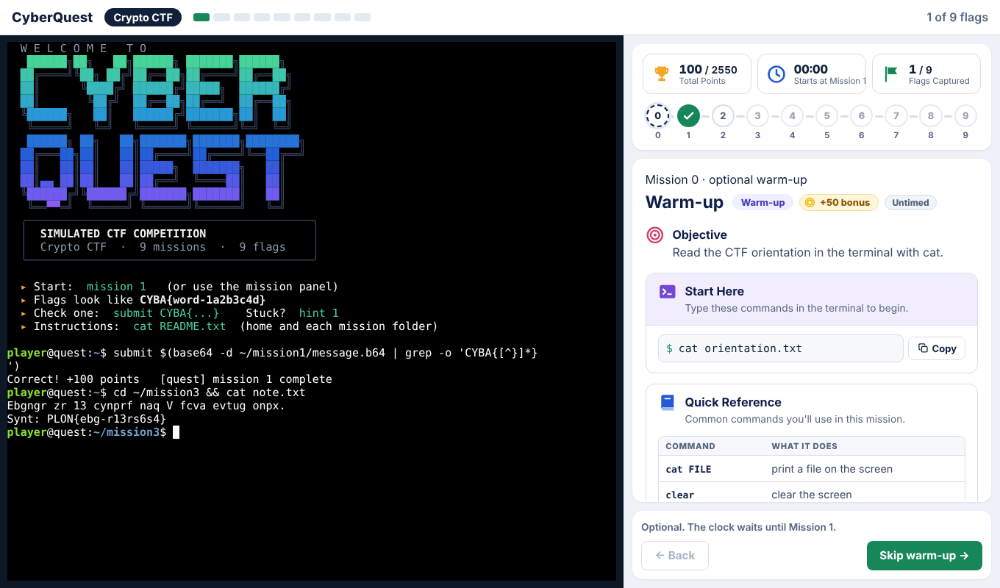 CyberQuest
Crypto CTF
1 of 9 flags
WELCOME TO
CYBER
QUEST
SIMULATED CTF COMPETITION
Crypto CTF · 9 missions · 9 flags
▸ Start: mission 1 (or use the mission panel)
▸ Flags look like CYBA{word-1a2b3c4d}
▸ Check one: submit CYBA{...} Stuck? hint 1
▸ Instructions: cat README.txt (home and each mission folder)
player@quest:~$ submit $(base64 -d ~/mission1/message.b64 | grep -o 'CYBA{[^}]*}
')
Correct! +100 points [quest] mission 1 complete
player@quest:~$ cd ~/mission3 && cat note.txt
Ebgngr zr 13 cynprf naq V fcva evtug onpx.
Synt: PLON{ebg-r13rs6s4}
player@quest:~/mission3$
100 / 2550
Total Points
00:00
Starts at Mission 1
1 / 9
Flags Captured
0 2 3 4 5 6 7 8 9
0 1 2 3 4 5 6 7 8 9
Mission 0 · optional warm-up
Warm-up
Warm-up
+50 bonus
Untimed
Objective
Read the CTF orientation in the terminal with cat.
Start Here
Type these commands in the terminal to begin.
$ cat orientation.txt
Copy
Quick Reference
Common commands you'll use in this mission.
COMMAND WHAT IT DOES
cat FILE print a file on the screen
clear clear the screen
Optional. The clock waits until Mission 1.
← Back
Skip warm-up →